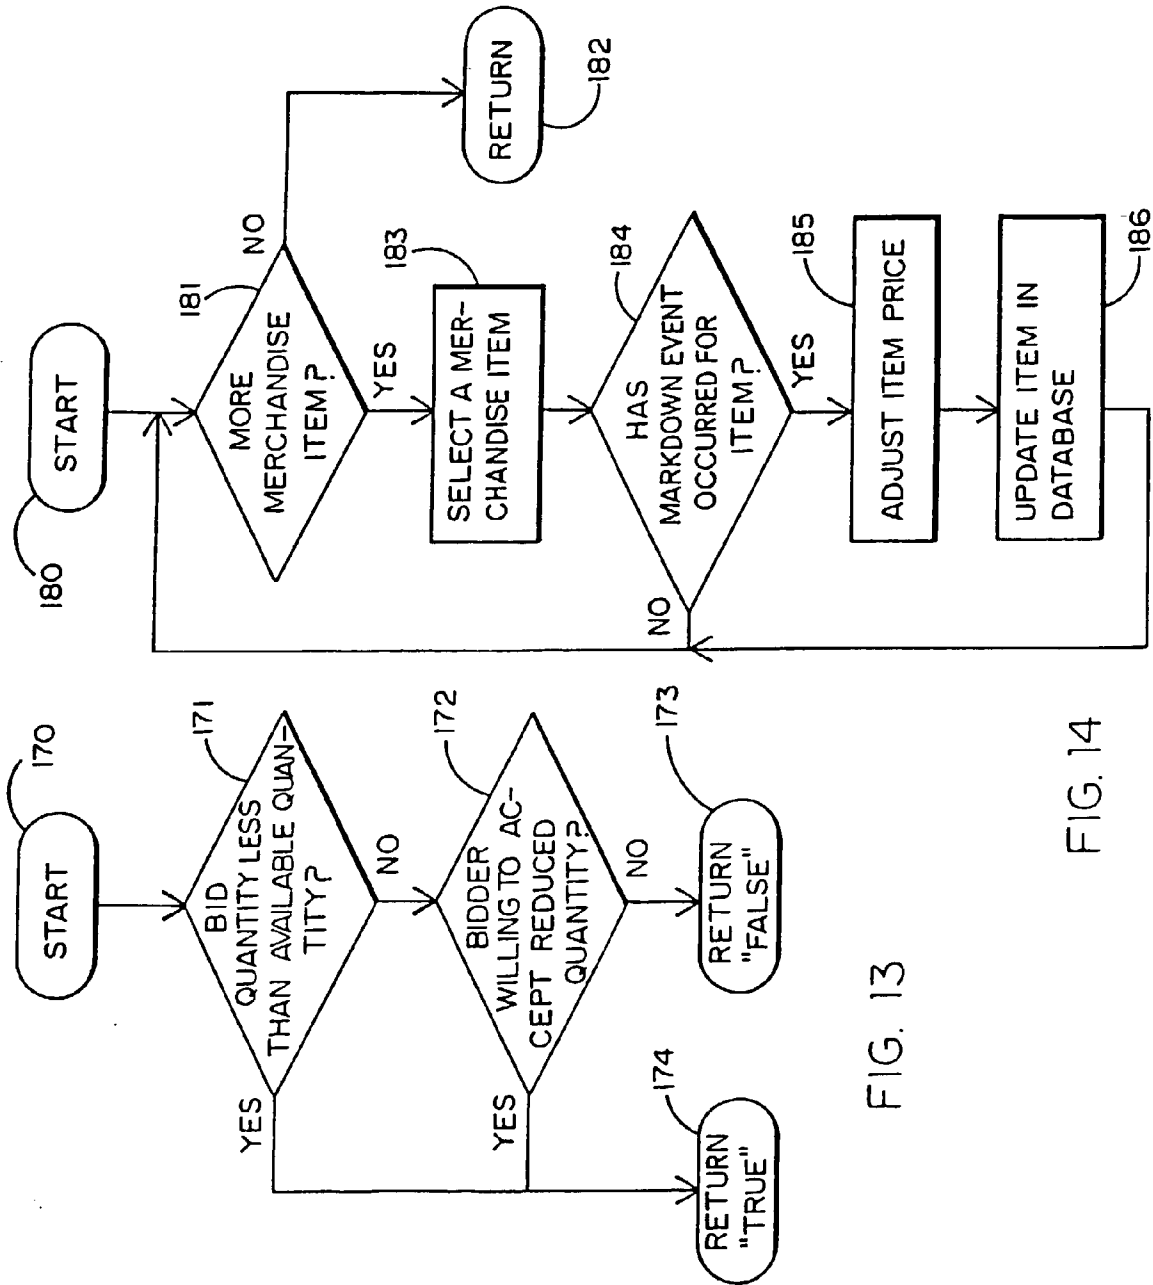 START
170
BID
QUANTITY LESS
THAN AVAILABLE QUAN-
TITY?
171
YES
NO
BIDDER
WILLING TO AC-
CEPT REDUCED
QUANTITY?
172
YES
NO
RETURN
"TRUE"
174
RETURN
"FALSE"
173
FIG. 13
START
180
MORE
MERCHANDISE
ITEM?
181
NO
YES
RETURN
182
SELECT A MER-
CHANDISE ITEM
183
HAS
MARKDOWN EVENT
OCCURRED FOR
ITEM?
184
NO
YES
ADJUST ITEM PRICE
185
UPDATE ITEM IN
DATABASE
186
FIG. 14